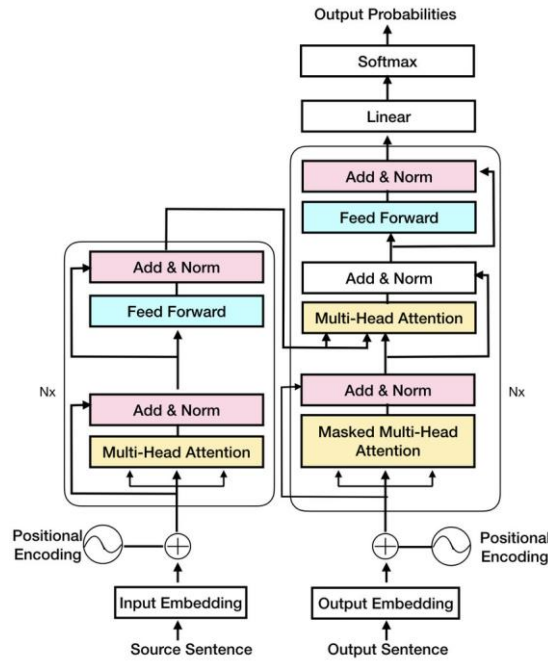 Output Probabilities
Softmax
Linear
Add & Norm
Feed Forward
Add & Norm
Multi-Head Attention
Add & Norm
Masked Multi-Head
Attention
Nx
Add & Norm
Feed Forward
Nx
Add & Norm
Multi-Head Attention
Positional
Encoding
Positional
Encoding
Input Embedding
Output Embedding
Source Sentence
Output Sentence